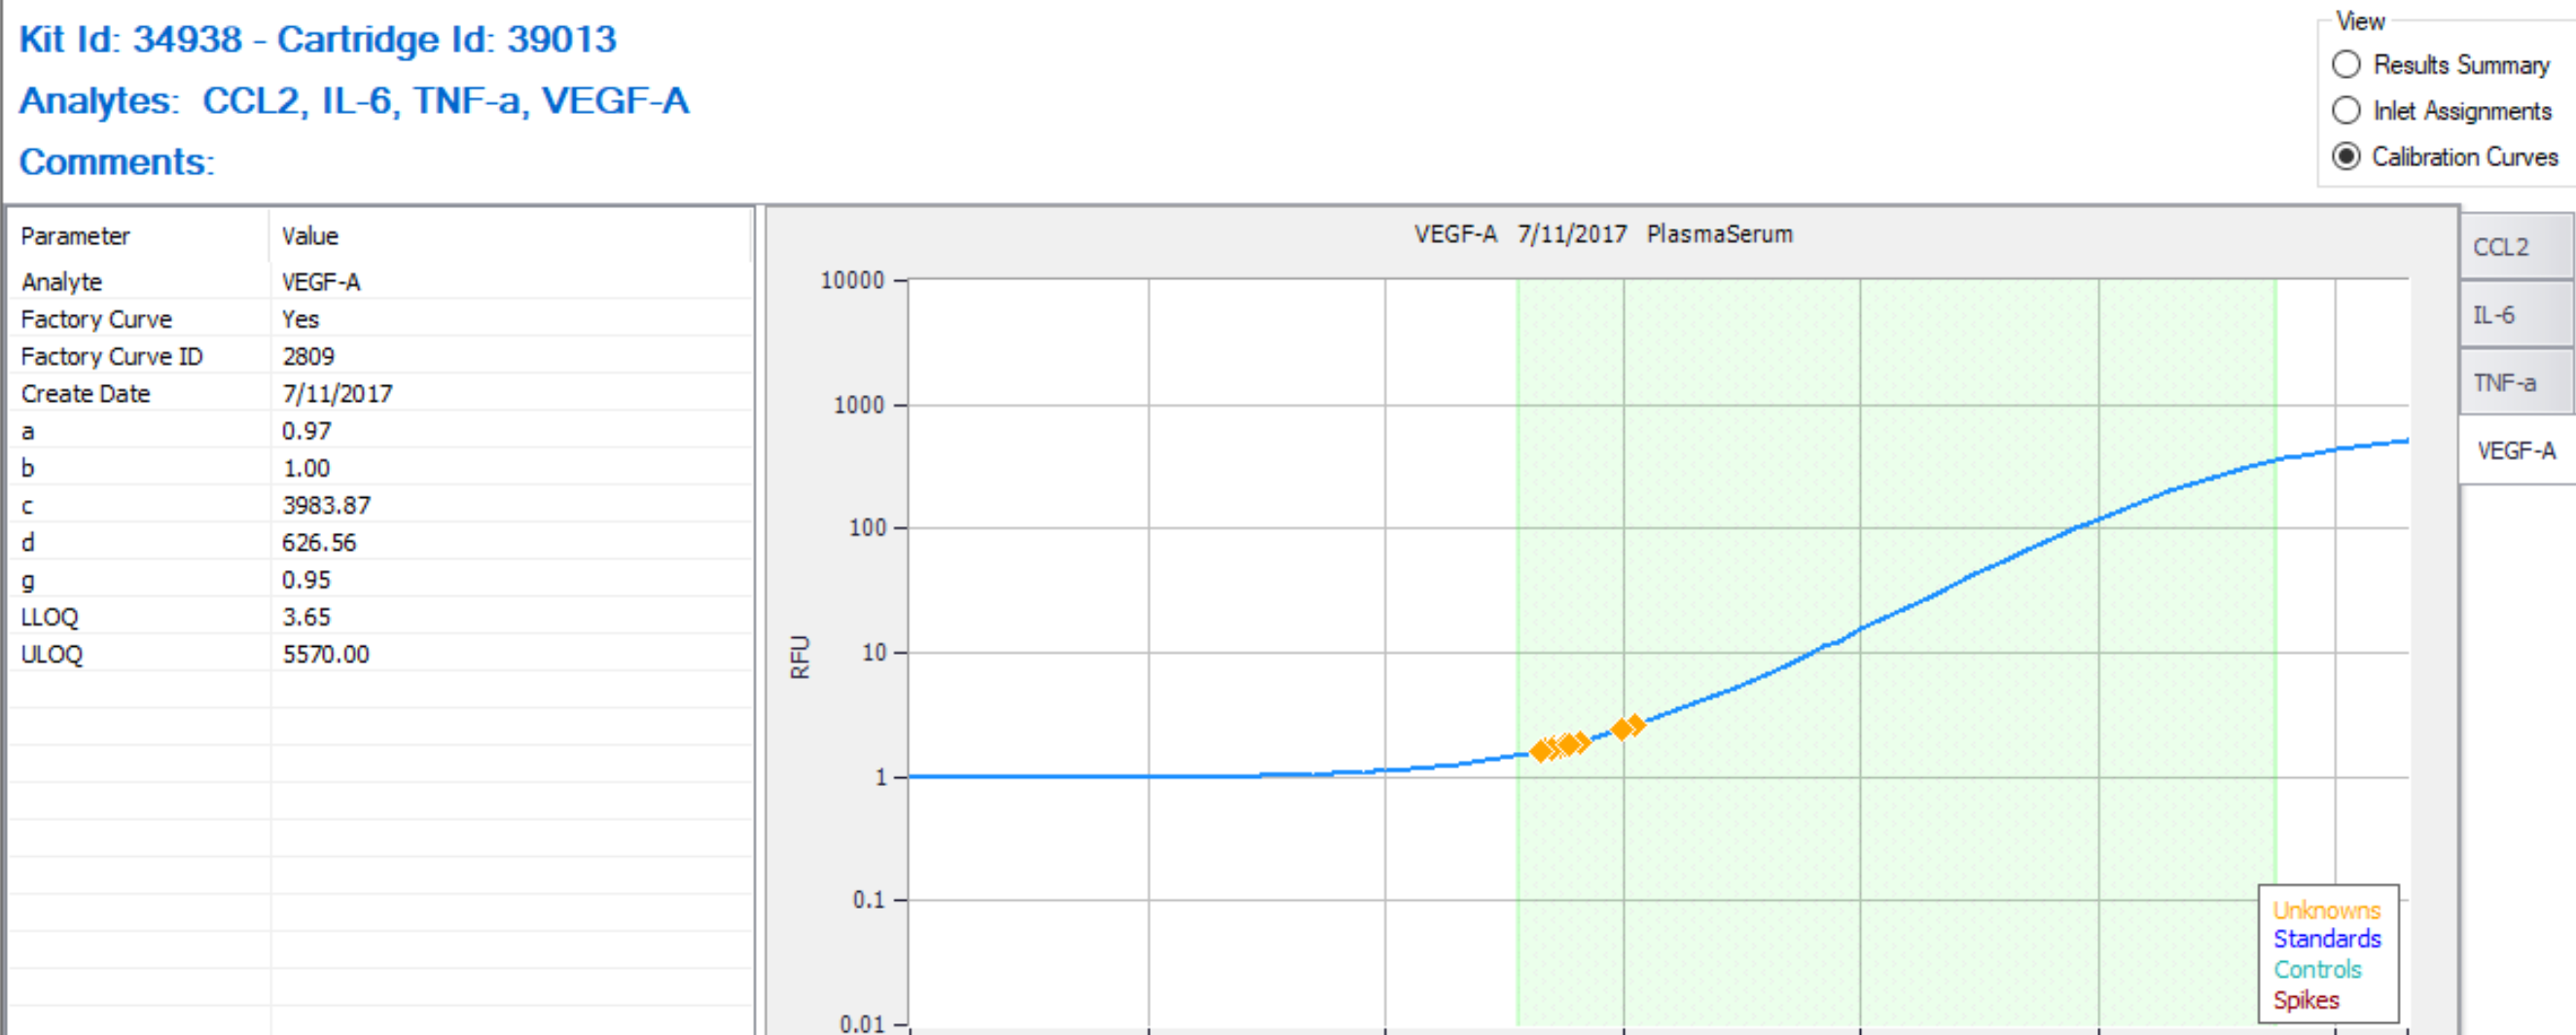 Kit Id: 34938 - Cartridge Id: 39013
Analytes: CCL2, IL-6, TNF-a, VEGF-A
Comments:
View
Results Summary
Inlet Assignments
Calibration Curves
Parameter Value
Analyte VEGF-A
Factory Curve Yes
Factory Curve ID 2809
Create Date 7/11/2017
a 0.97
b 1.00
c 3983.87
d 626.56
g 0.95
LLOQ 3.65
ULOQ 5570.00
VEGF-A 7/11/2017 PlasmaSerum
10000
1000
100
10
1
0.1
0.01
RFU
Unknowns
Standards
Controls
Spikes
CCL2
IL-6
TNF-a
VEGF-A